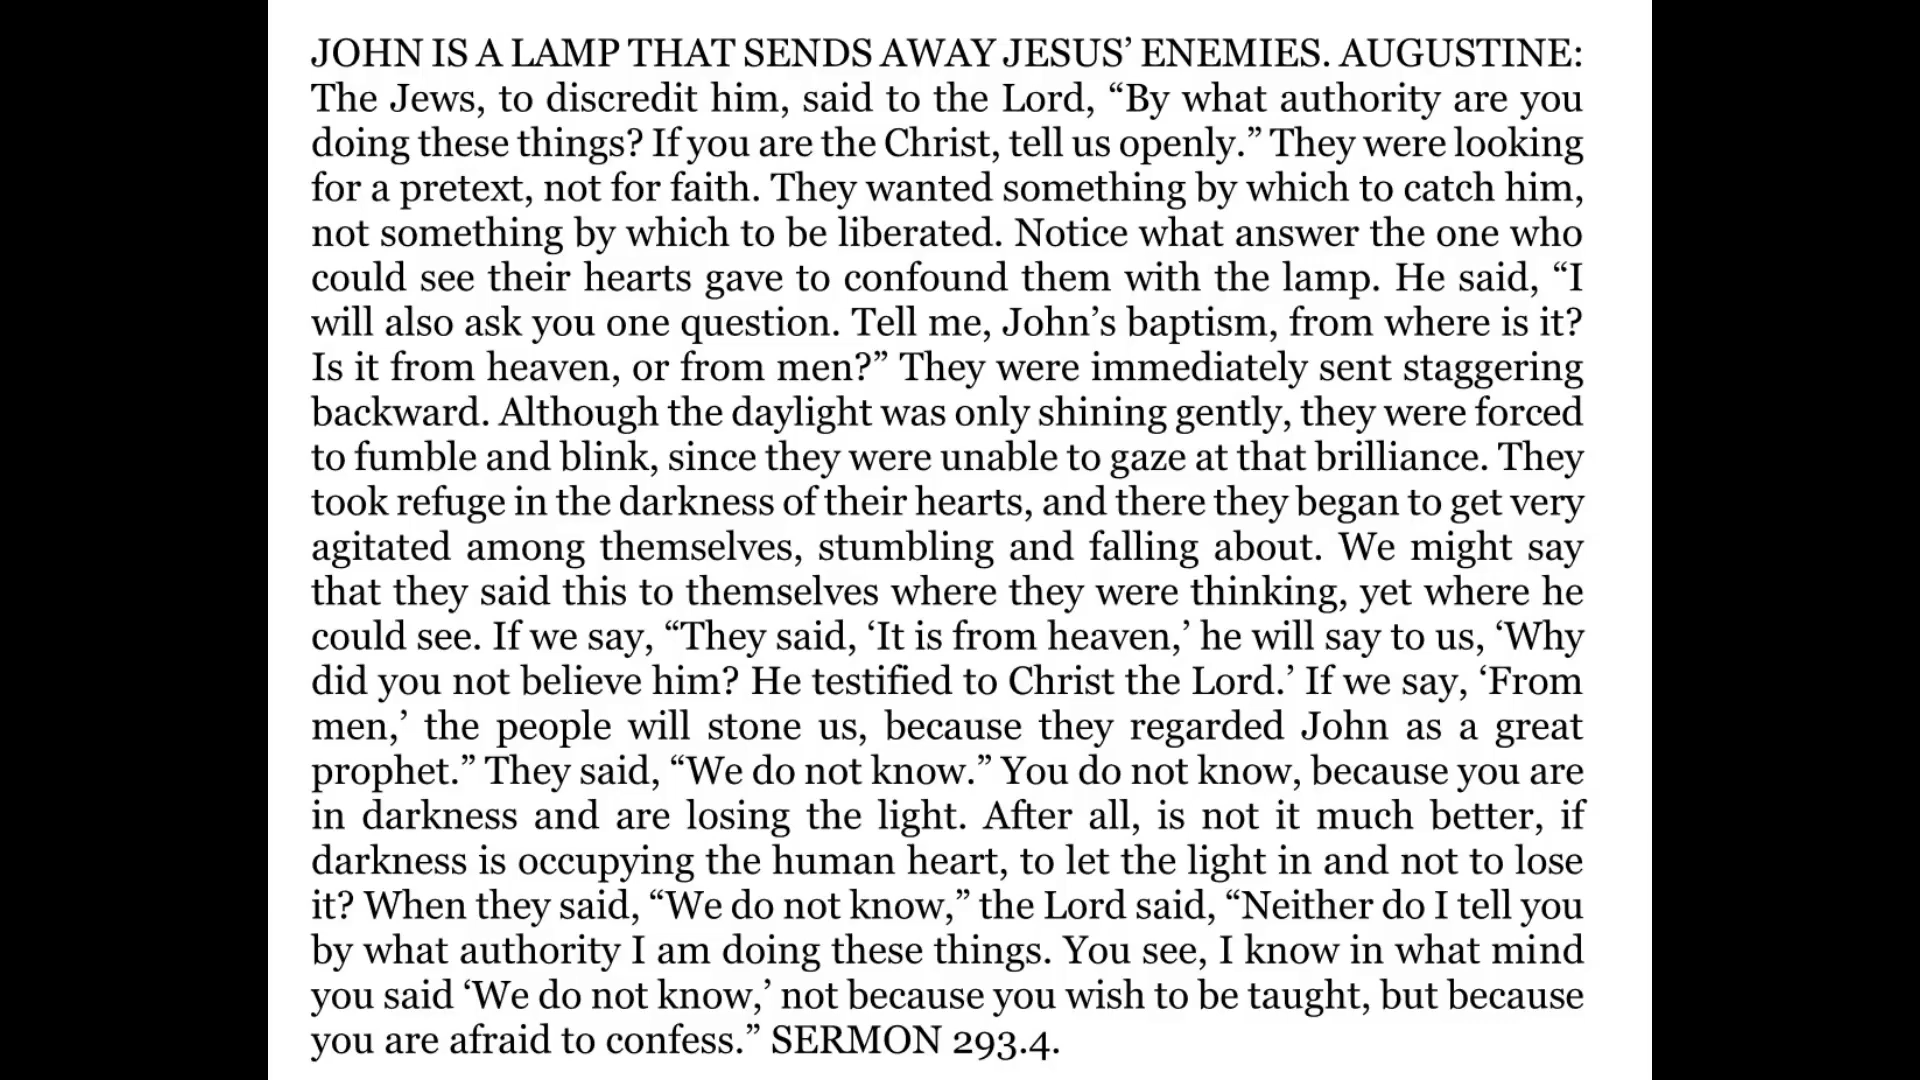 JOHN IS A LAMP THAT SENDS AWAY JESUS’ ENEMIES. AUGUSTINE:
The Jews, to discredit him, said to the Lord, “By what authority are you
doing these things? If you are the Christ, tell us openly.” They were looking
for a pretext, not for faith. They wanted something by which to catch him,
not something by which to be liberated. Notice what answer the one who
could see their hearts gave to confound them with the lamp. He said, “I
will also ask you one question. Tell me, John’s baptism, from where is it?
Is it from heaven, or from men?” They were immediately sent staggering
backward. Although the daylight was only shining gently, they were forced
to fumble and blink, since they were unable to gaze at that brilliance. They
took refuge in the darkness of their hearts, and there they began to get very
agitated among themselves, stumbling and falling about. We might say
that they said this to themselves where they were thinking, yet where he
could see. If we say, “They said, ‘It is from heaven,’ he will say to us, ‘Why
did you not believe him? He testified to Christ the Lord.’ If we say, ‘From
men,’ the people will stone us, because they regarded John as a great
prophet.” They said, “We do not know.” You do not know, because you are
in darkness and are losing the light. After all, is not it much better, if
darkness is occupying the human heart, to let the light in and not to lose
it? When they said, “We do not know,” the Lord said, “Neither do I tell you
by what authority I am doing these things. You see, I know in what mind
you said ‘We do not know,’ not because you wish to be taught, but because
you are afraid to confess.” SERMON 293.4.